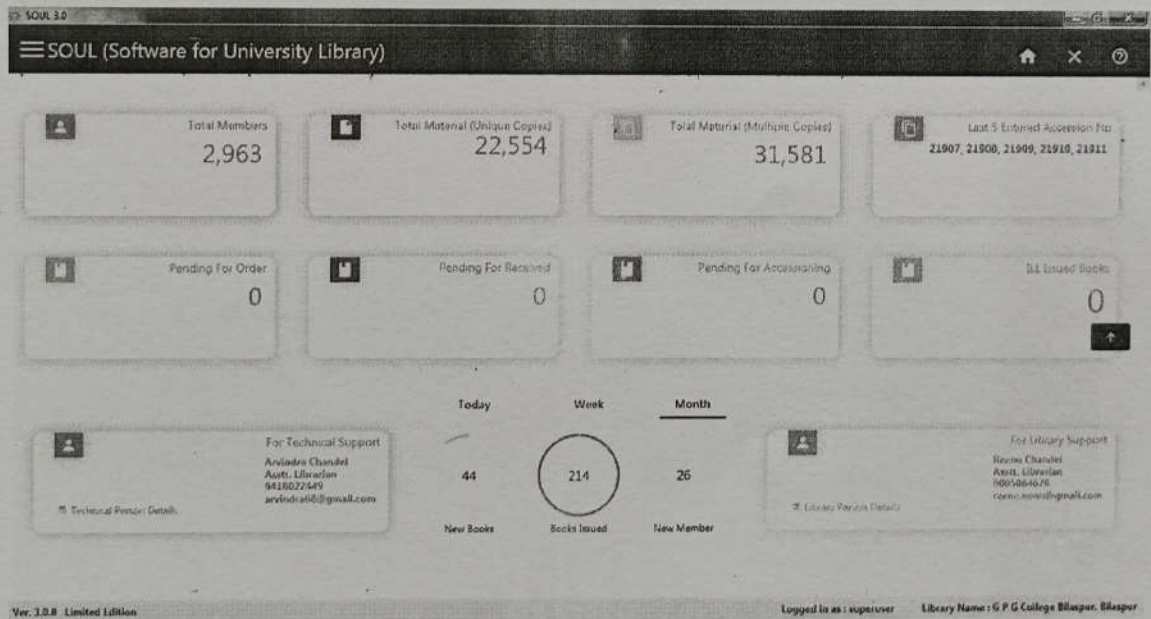 SOUL 3.0
SOUL (Software for University Library)
Total Members
2,963
Total Material (Unique Copies)
22,554
Total Material (Multiple Copies)
31,581
Last 5 Entered Accession No
21907, 21908, 21909, 21910, 21911
Pending For Order
0
Pending For Received
0
Pending For Accessioning
0
ILL Issued Books
0
Today Week Month
For Technical Support
Arvindra Chandel
Asstt. Librarian
9418022449
Technical Person Details
44
New Books
214
Books Issued
26
New Member
For Library Support
Chandel
Asstt. Librarian
Library Person Details
Ver. 3.0.0 Limited Edition
Logged in as : superuser
Library Name : G P G College Bilaspur, Bilaspur